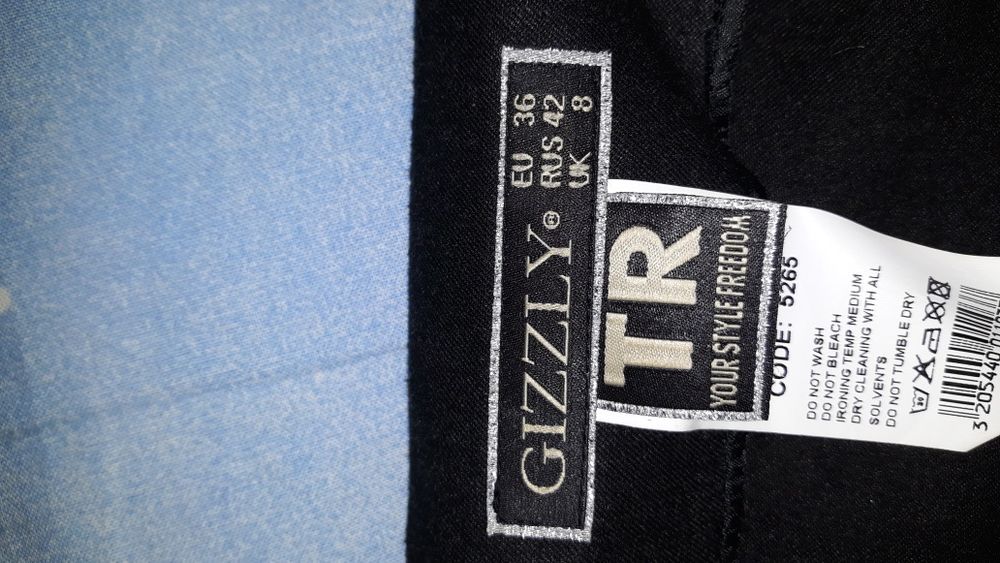 GIZZLY®
EU 36
RUS 42
UK 8
TR
YOUR STYLE FREEDOM
CODE: 5265
DO NOT WASH
DO NOT BLEACH
IRONING TEMP MEDIUM
DRY CLEANING WITH ALL
SOLVENTS
DO NOT TUMBLE DRY